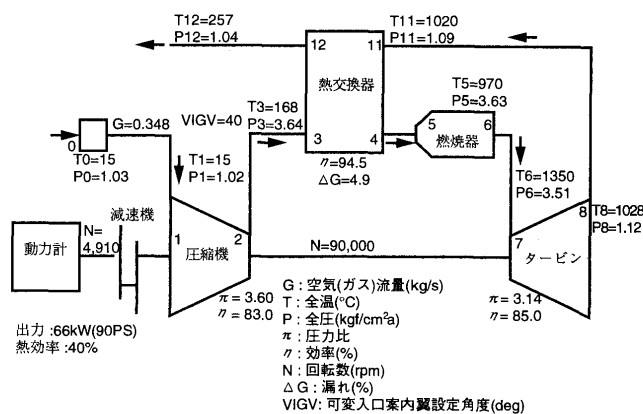 T12=257
P12=1.04
12
11
T11=1020
P11=1.09
熱交換器
T5=970
P5=3.63
G=0.348
VIGV=40
T3=168
P3=3.64
3
4
5
6
燃焼器
0
T0=15
P0=1.03
T1=15
P1=1.02
η=94.5
ΔG=4.9
T6=1350
P6=3.51
8
T8=1028
P8=1.12
減速機
N=
4,910
動力計
1
圧縮機
2
N=90,000
7
タービン
π = 3.60
η = 83.0
π = 3.14
η = 85.0
出力 :66kW(90PS)
熱効率 :40%
G : 空気(ガス)流量(kg/s)
T : 全温(°C)
P : 全圧(kgf/cm²a)
π : 圧力比
η : 効率(%)
N : 回転数(rpm)
ΔG : 漏れ(%)
VIGV: 可変入口案内翼設定角度(deg)